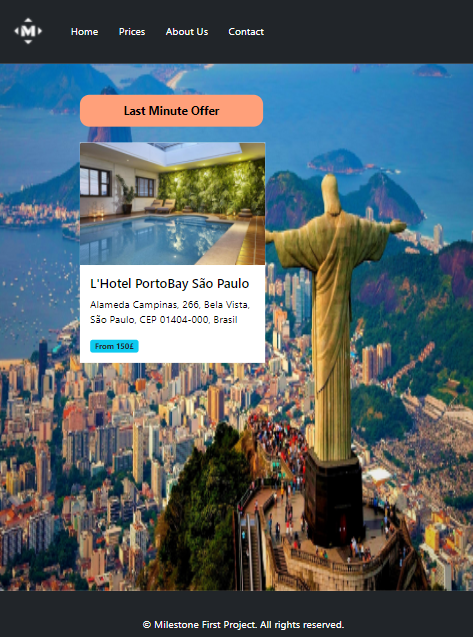 M
Home Prices About Us Contact
Last Minute Offer
L'Hotel PortoBay São Paulo
Alameda Campinas, 266, Bela Vista,
São Paulo, CEP 01404-000, Brasil
From 150£
© Milestone First Project. All rights reserved.